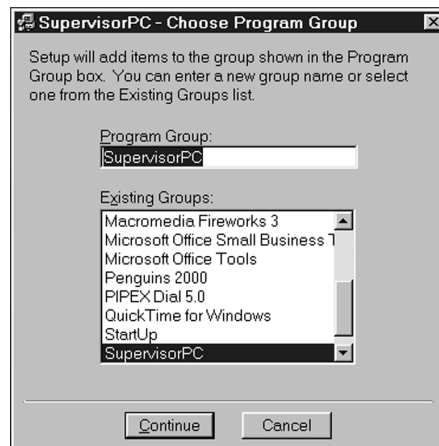 SupervisorPC - Choose Program Group
Setup will add items to the group shown in the Program
Group box. You can enter a new group name or select
one from the Existing Groups list.
Program Group:
SupervisorPC
Existing Groups:
Macromedia Fireworks 3
Microsoft Office Small Business T
Microsoft Office Tools
Penguins 2000
PIPEX Dial 5.0
QuickTime for Windows
StartUp
SupervisorPC
Continue
Cancel